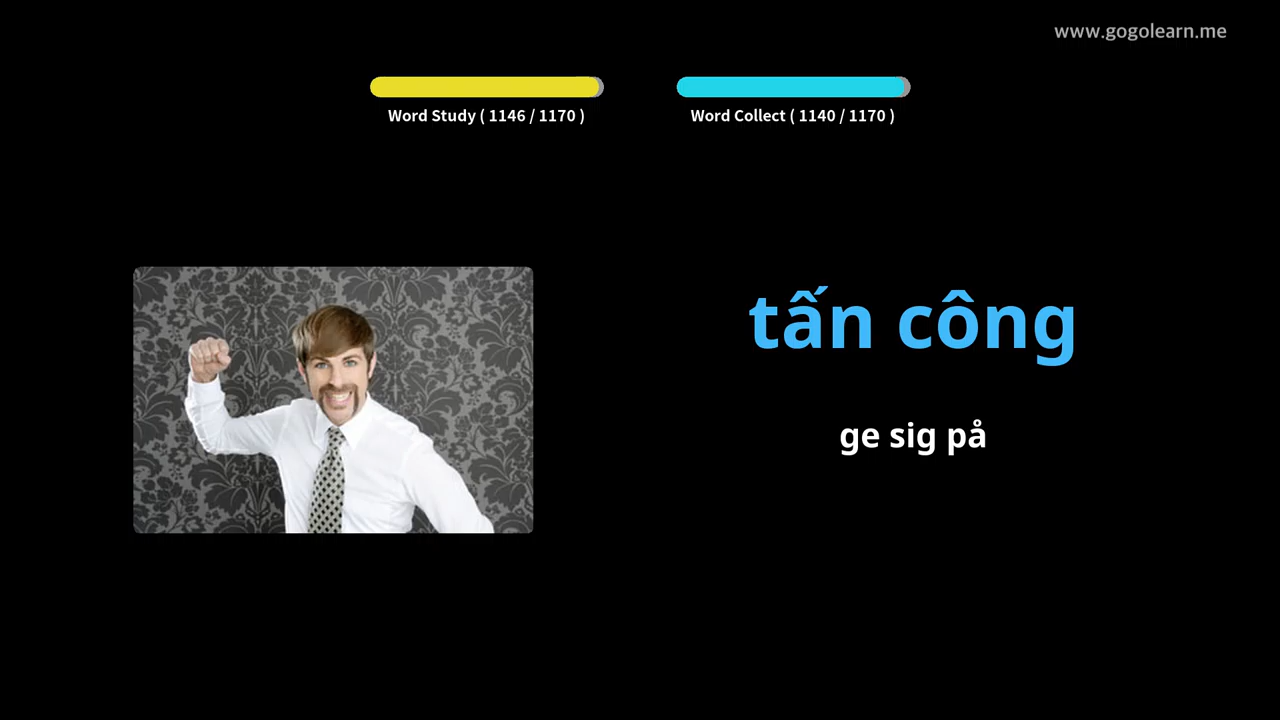 www.gogolearn.me
Word Study ( 1146 / 1170 )
Word Collect ( 1140 / 1170 )
tấn công
ge sig på